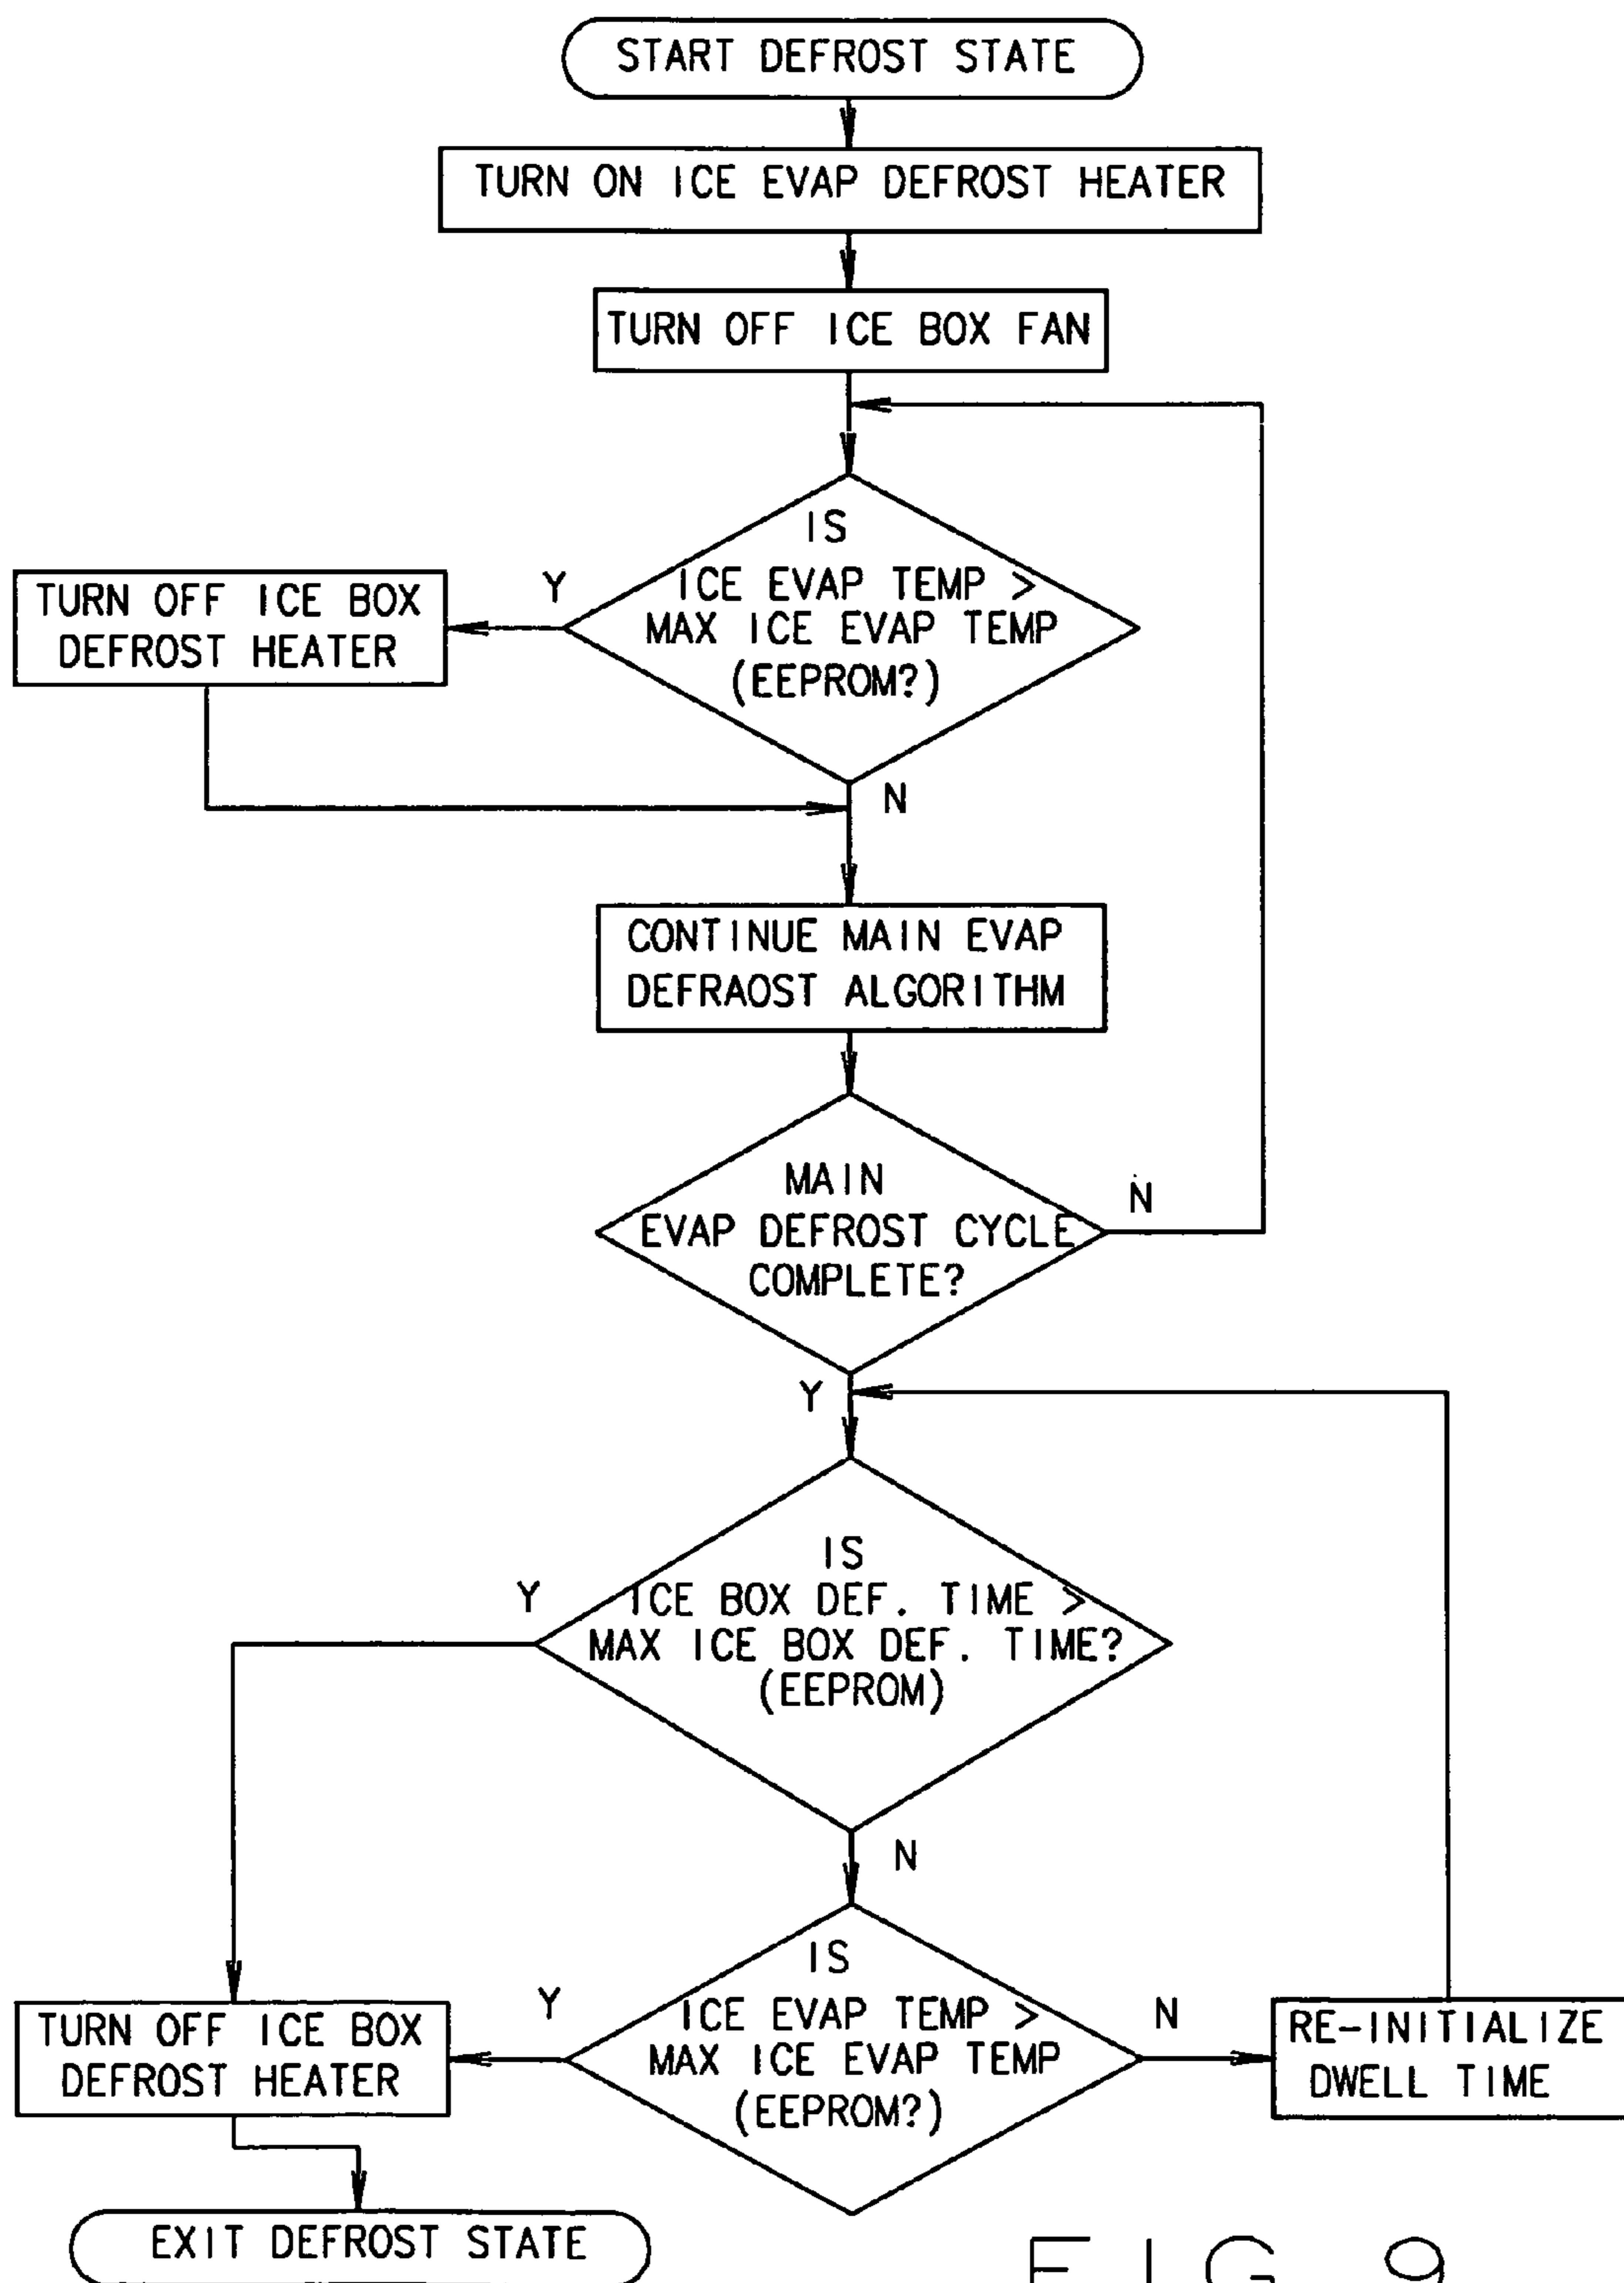 START DEFROST STATE
TURN ON ICE EVAP DEFROST HEATER
TURN OFF ICE BOX FAN
IS
ICE EVAP TEMP >
MAX ICE EVAP TEMP
(EEPROM?)
Y
TURN OFF ICE BOX
DEFROST HEATER
N
CONTINUE MAIN EVAP
DEFRAOST ALGORITHM
MAIN
EVAP DEFROST CYCLE
COMPLETE?
N
Y
IS
ICE BOX DEF. TIME >
MAX ICE BOX DEF. TIME?
(EEPROM)
Y
N
IS
ICE EVAP TEMP >
MAX ICE EVAP TEMP
(EEPROM?)
Y
N
TURN OFF ICE BOX
DEFROST HEATER
RE-INITIALIZE
DWELL TIME
EXIT DEFROST STATE
FIG 9